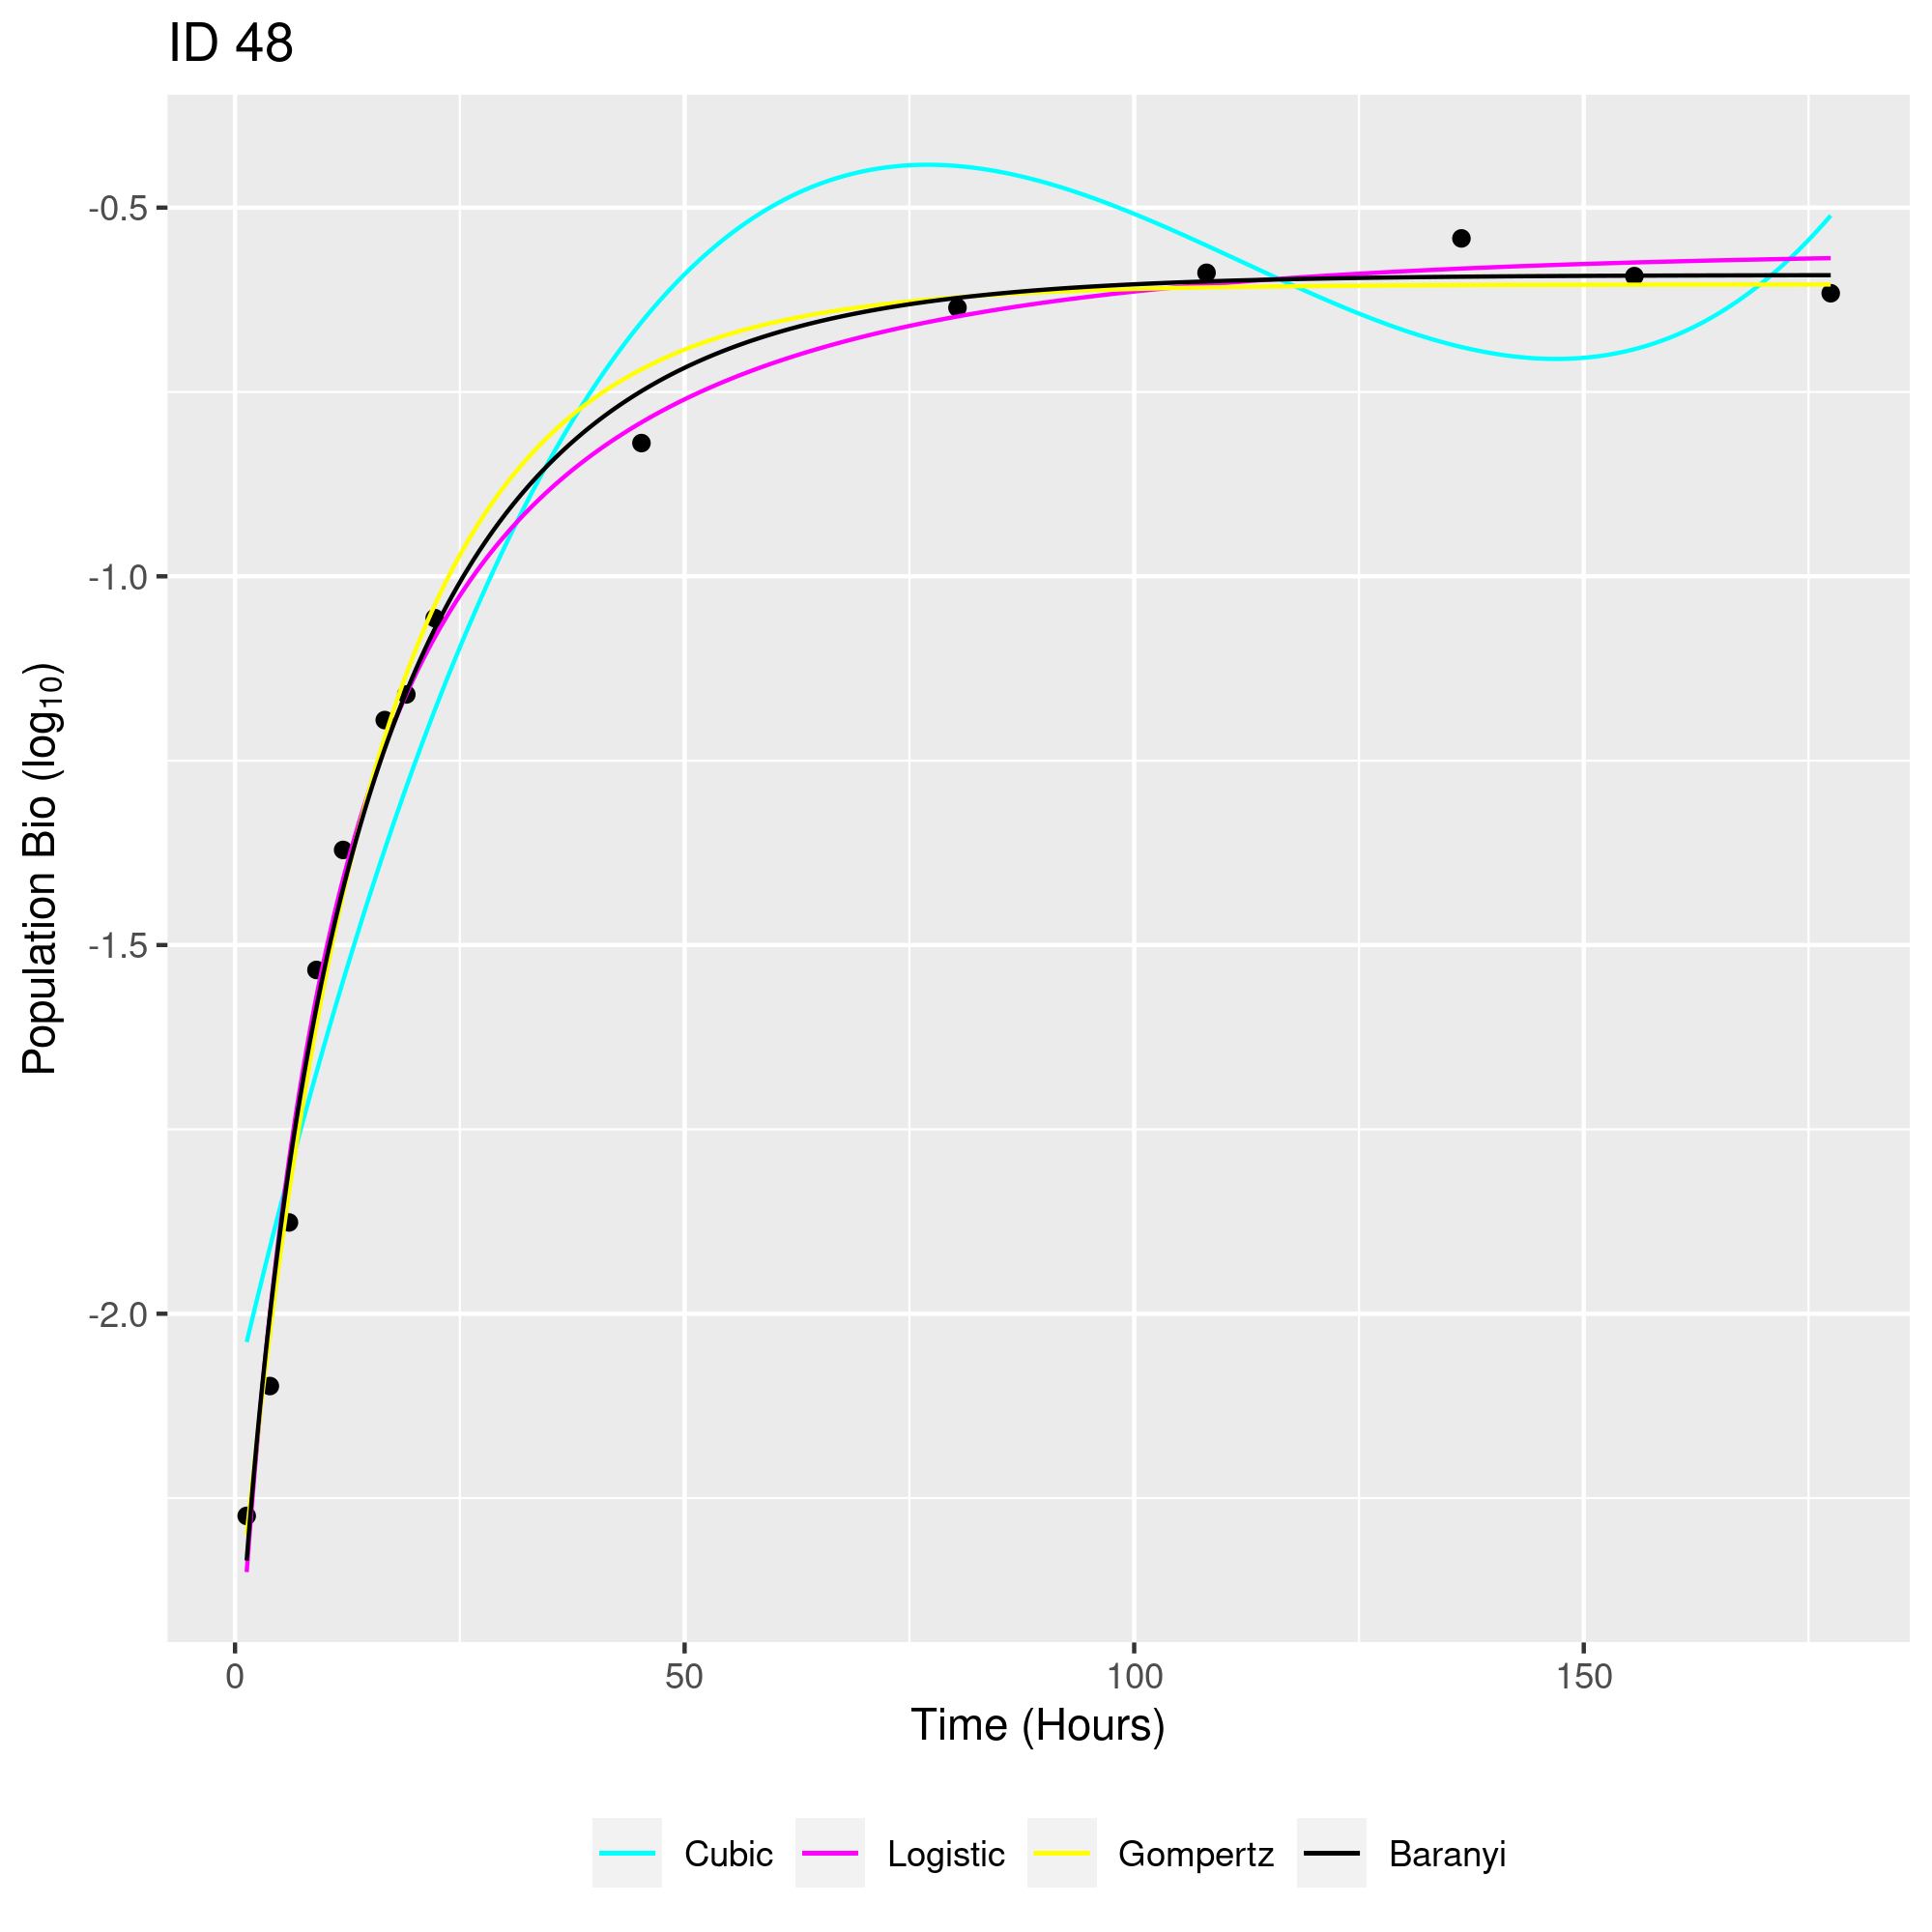 ID 48
Population Bio (log₁₀)
-0.5
-1.0
-1.5
-2.0
0 50 100 150
Time (Hours)
Cubic Logistic Gompertz Baranyi